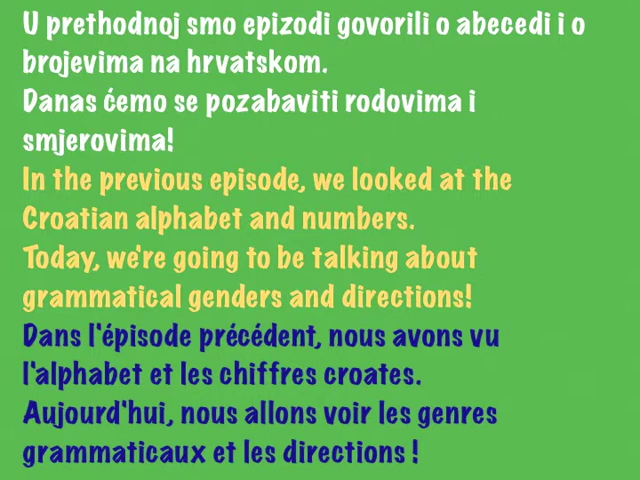 U prethodnoj smo epizodi govorili o abecedi i o
brojevima na hrvatskom.
Danas ćemo se pozabaviti rodovima i
smjerovima!
In the previous episode, we looked at the
Croatian alphabet and numbers.
Today, we're going to be talking about
grammatical genders and directions!
Dans l'épisode précédent, nous avons vu
l'alphabet et les chiffres croates.
Aujourd'hui, nous allons voir les genres
grammaticaux et les directions !